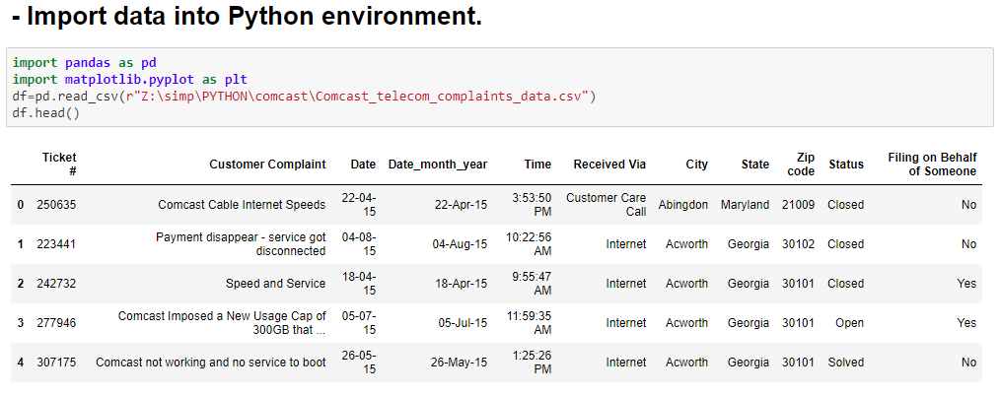 - Import data into Python environment.
import pandas as pd
import matplotlib.pyplot as plt
df=pd.read_csv(r"Z:\simp\PYTHON\comcast\Comcast_telecom_complaints_data.csv")
df.head()
Ticket # Customer Complaint Date Date_month_year Time Received Via City State Zip code Status Filing on Behalf of Someone
0 250635 Comcast Cable Internet Speeds 22-04-15 22-Apr-15 3:53:50 PM Customer Care Call Abingdon Maryland 21009 Closed No
1 223441 Payment disappear - service got disconnected 04-08-15 04-Aug-15 10:22:56 AM Internet Acworth Georgia 30102 Closed No
2 242732 Speed and Service 18-04-15 18-Apr-15 9:55:47 AM Internet Acworth Georgia 30101 Closed Yes
3 277946 Comcast Imposed a New Usage Cap of 300GB that ... 05-07-15 05-Jul-15 11:59:35 AM Internet Acworth Georgia 30101 Open Yes
4 307175 Comcast not working and no service to boot 26-05-15 26-May-15 1:25:26 PM Internet Acworth Georgia 30101 Solved No